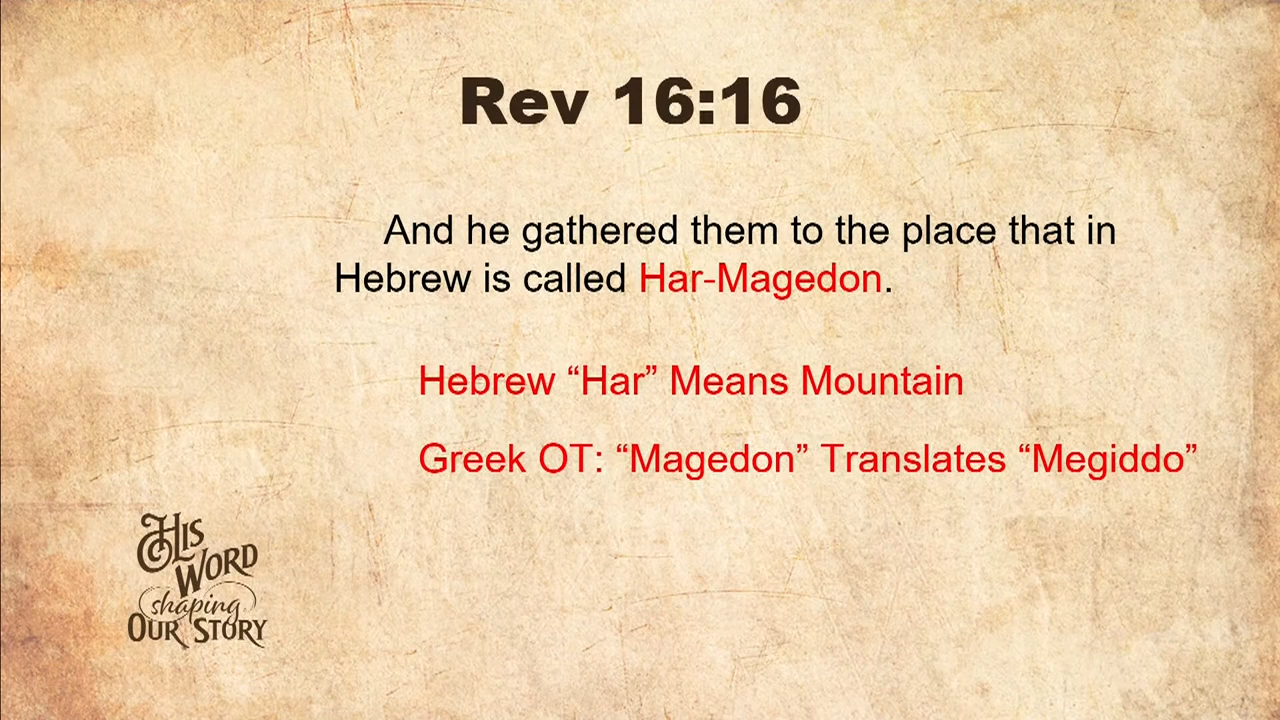 Rev 16:16
And he gathered them to the place that in
Hebrew is called Har-Magedon.
Hebrew “Har” Means Mountain
Greek OT: “Magedon” Translates “Megiddo”
His
Word
shaping
Our Story